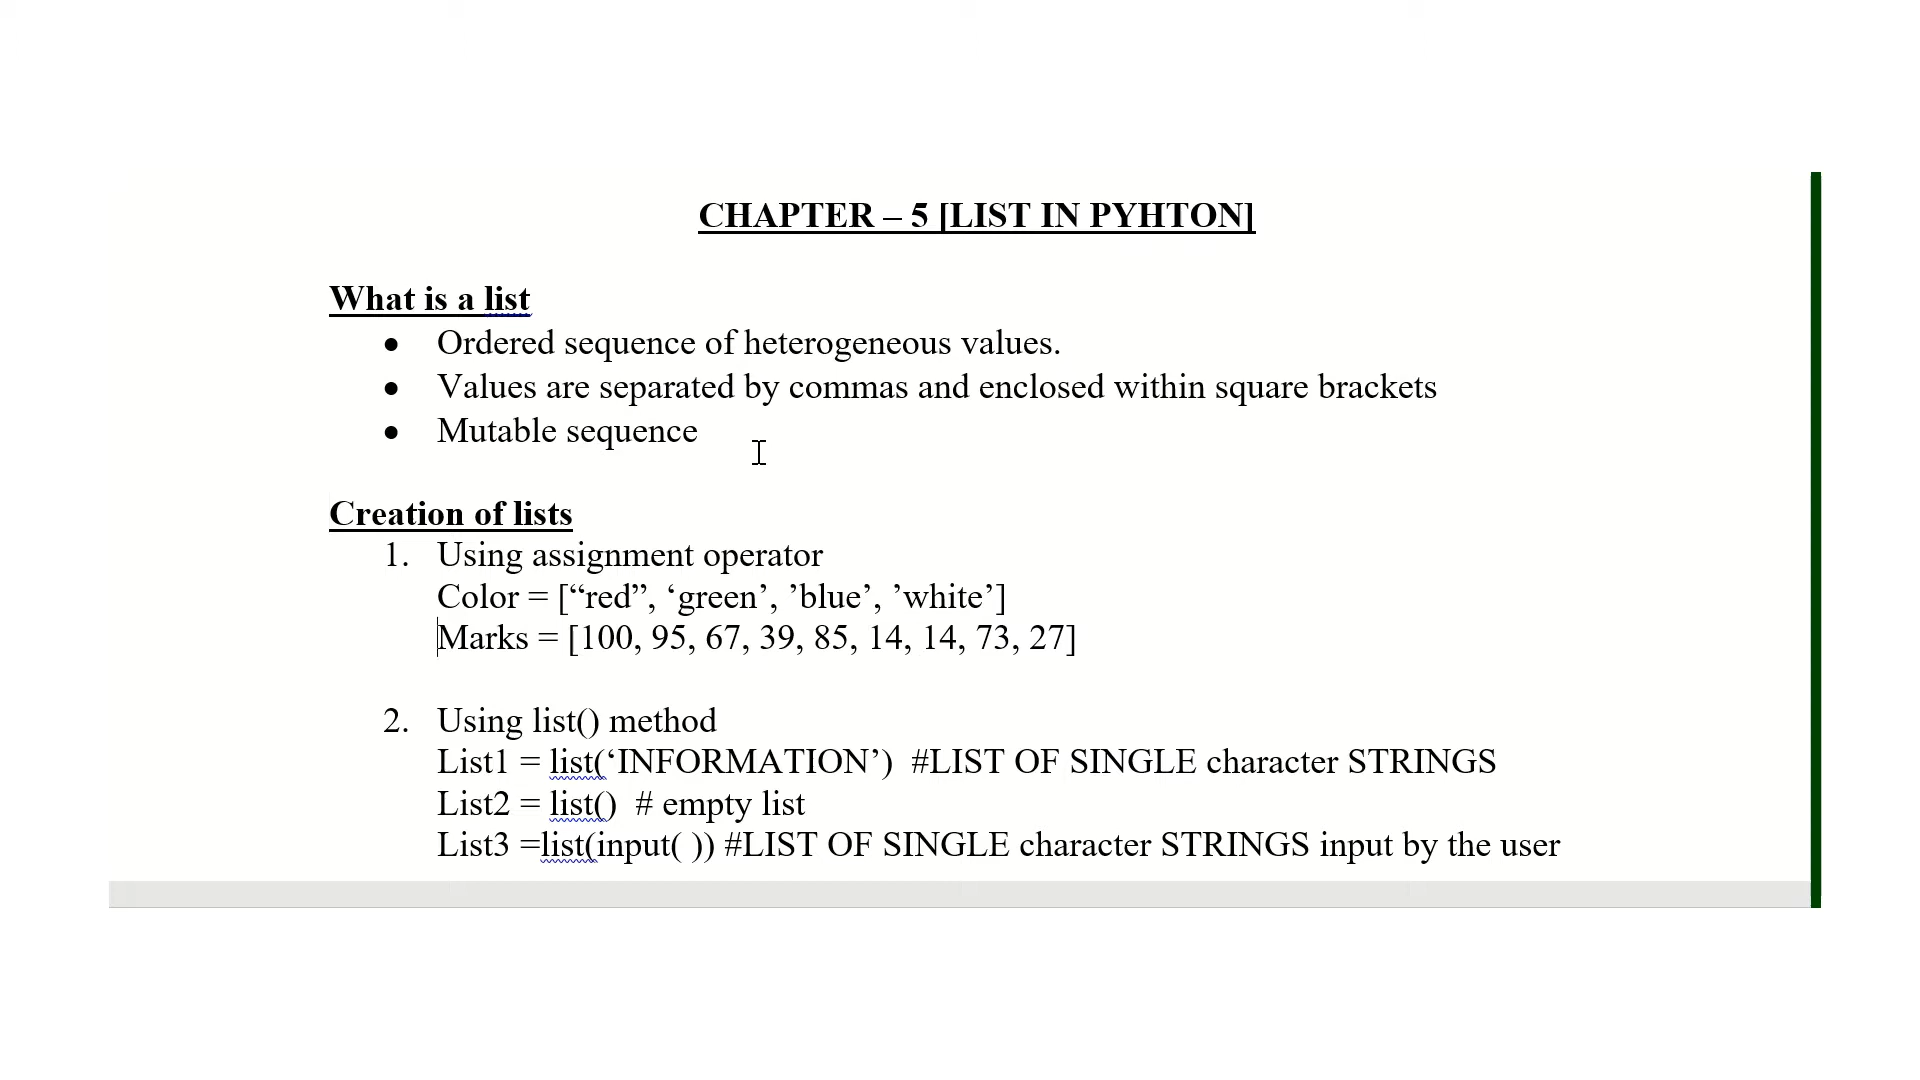 CHAPTER – 5 [LIST IN PYHTON]
What is a list
• Ordered sequence of heterogeneous values.
• Values are separated by commas and enclosed within square brackets
• Mutable sequence
Creation of lists
1. Using assignment operator
Color = [“red”, ‘green’, ’blue’, ’white’]
Marks = [100, 95, 67, 39, 85, 14, 14, 73, 27]
2. Using list() method
List1 = list(‘INFORMATION’)  #LIST OF SINGLE character STRINGS
List2 = list()  # empty list
List3 =list(input( )) #LIST OF SINGLE character STRINGS input by the user